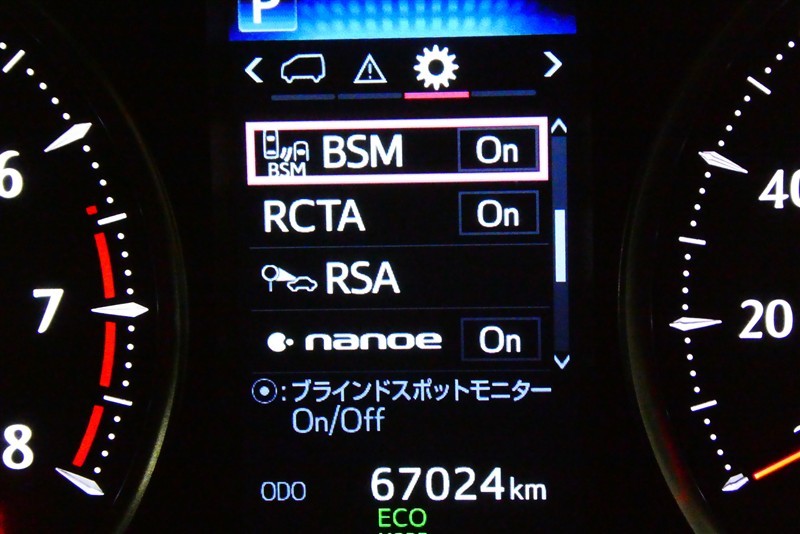 P
BSM BSM On
RCTA On
RSA
nanoe On
: ブラインドスポットモニター
On/Off
ODO 67024km
ECO
6
7
8
40
20